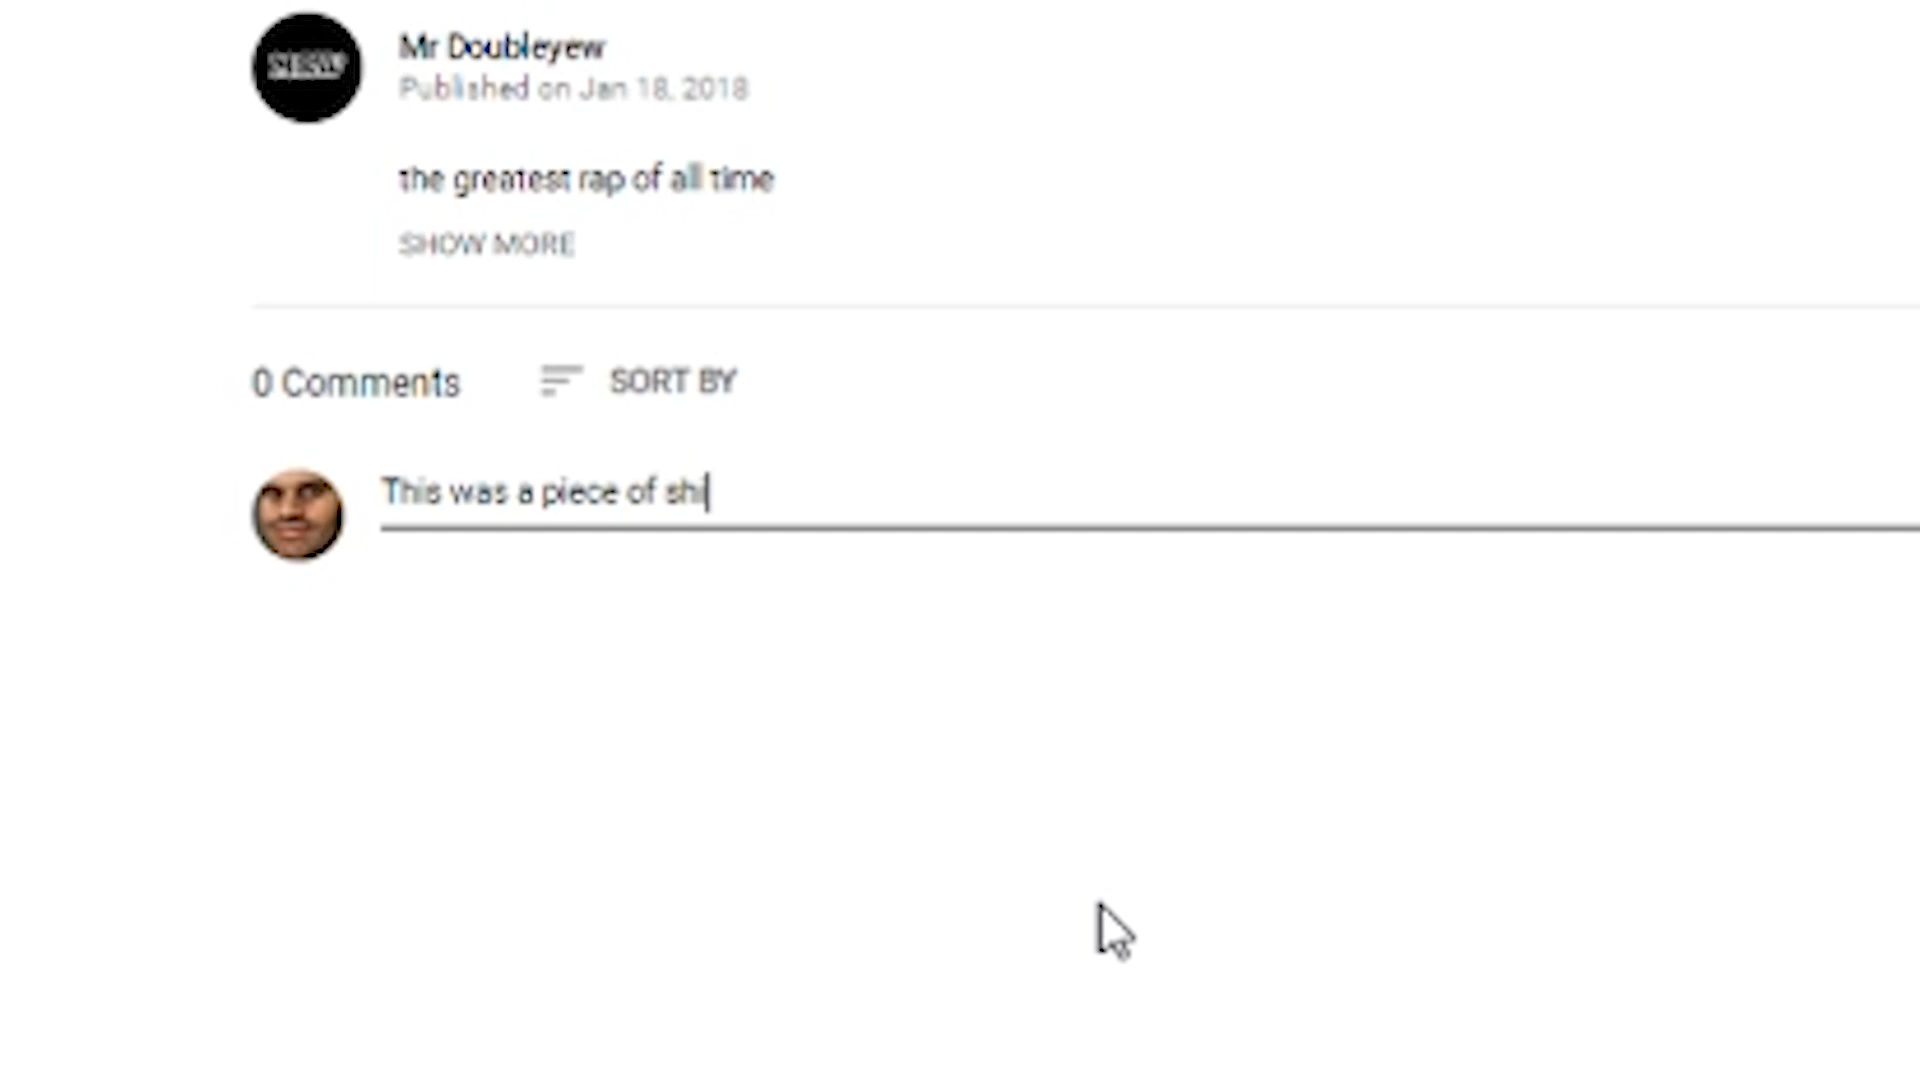 Mr Doubleyew
Published on Jan 18, 2018
the greatest rap of all time
SHOW MORE
0 Comments
SORT BY
This was a piece of shi